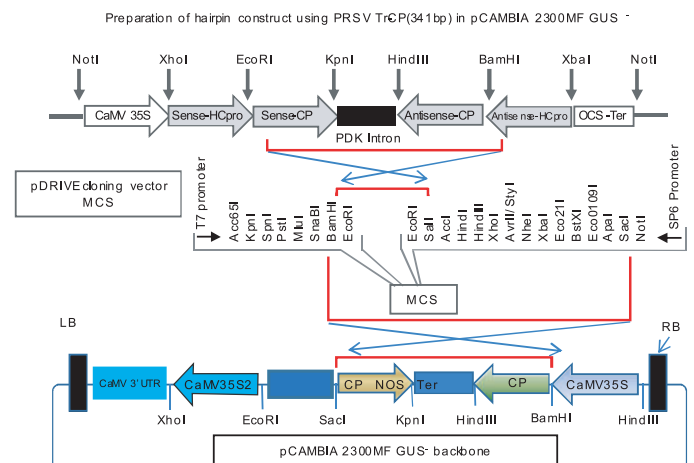 Preparation of hairpin construct using PRSV Tr-CP(341bp) in pCAMBIA 2300MF GUS -
NotI XhoI EcoRI KpnI HindIII BamHI XbaI NotI
CaMV 35S Sense-HCpro Sense-CP Antisense-CP Antisense-HCpro OCS-Ter
PDK Intron
pDRIVEcloning vector
MCS
T7 promoter
Acc65I
KpnI
SpnI
PstI
MluI
SnaBI
BamHI
EcoRI
EcoRI
SalI
AccI
HindI
HindIII
XhoI
AvrII/ StyI
NheI
XbaI
Eco21I
BstXI
Eco0109I
ApaI
SacI
NotI
SP6 Promoter
MCS
LB RB
CaMV 3' UTR CaMV35S2 CP NOS Ter CP CaMV35S
XhoI EcoRI SacI KpnI HindIII BamHI HindIII
pCAMBIA 2300MF GUS- backbone